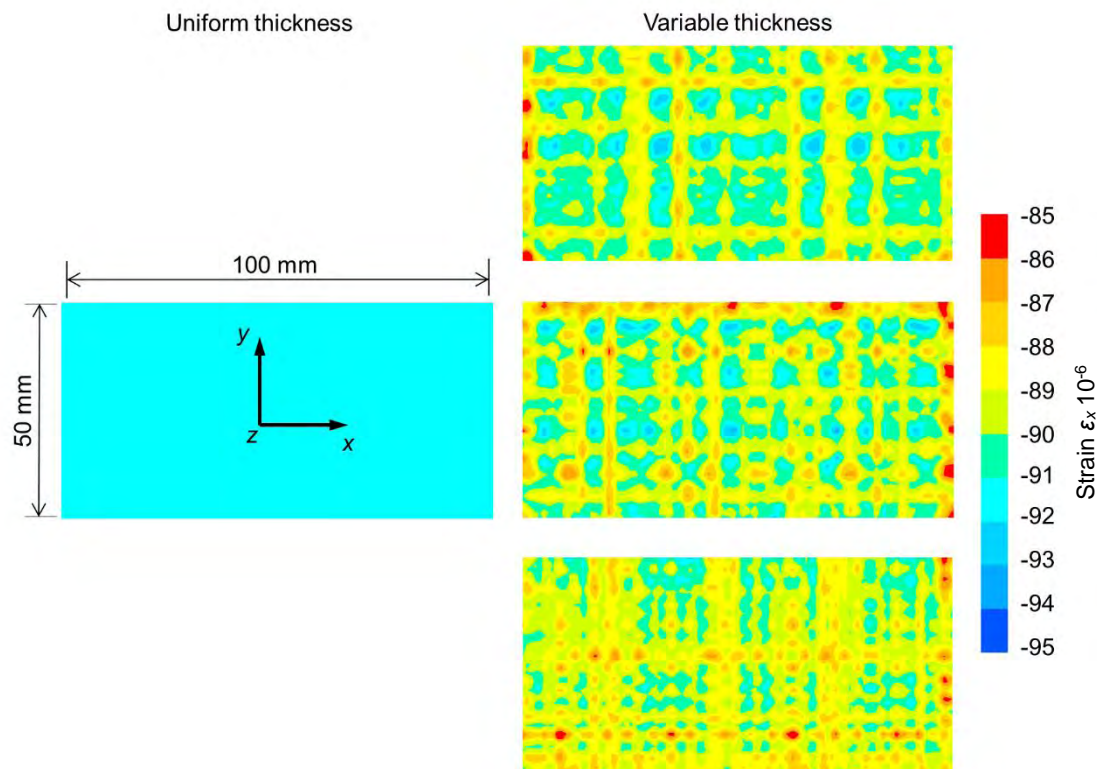 Uniform thickness
Variable thickness
100 mm
50 mm
y
z
x
-85
-86
-87
-88
-89
-90
-91
-92
-93
-94
-95
Strain εx 10-6